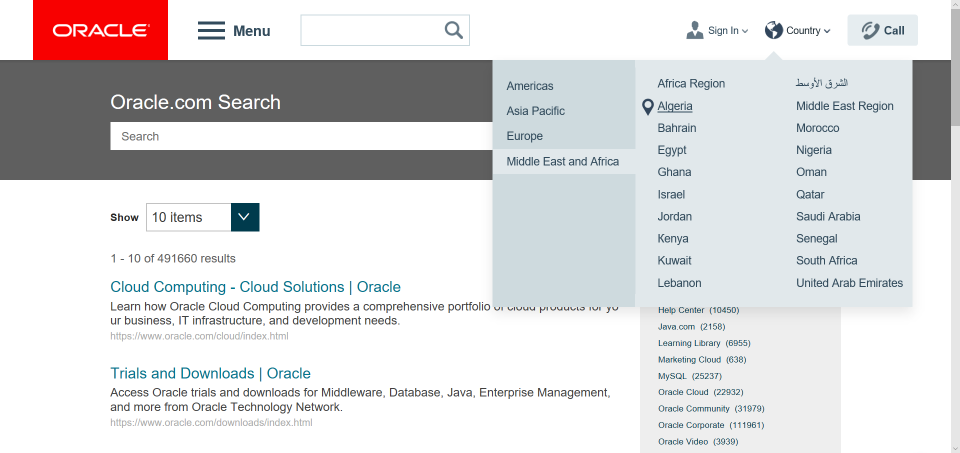 ORACLE
Menu
Sign In
Country
Call
Oracle.com Search
Search
Americas
Asia Pacific
Europe
Middle East and Africa
Africa Region
Algeria
Bahrain
Egypt
Ghana
Israel
Jordan
Kenya
Kuwait
Lebanon
الشرق الأوسط
Middle East Region
Morocco
Nigeria
Oman
Qatar
Saudi Arabia
Senegal
South Africa
United Arab Emirates
Show
10 items
1 - 10 of 491660 results
Cloud Computing - Cloud Solutions | Oracle
Learn how Oracle Cloud Computing provides a comprehensive portfolio of cloud products for yo
ur business, IT infrastructure, and development needs.
https://www.oracle.com/cloud/index.html
Trials and Downloads | Oracle
Access Oracle trials and downloads for Middleware, Database, Java, Enterprise Management,
and more from Oracle Technology Network.
https://www.oracle.com/downloads/index.html
Help Center (10450)
Java.com (2158)
Learning Library (6955)
Marketing Cloud (638)
MySQL (25237)
Oracle Cloud (22932)
Oracle Community (31979)
Oracle Corporate (111961)
Oracle Video (3939)